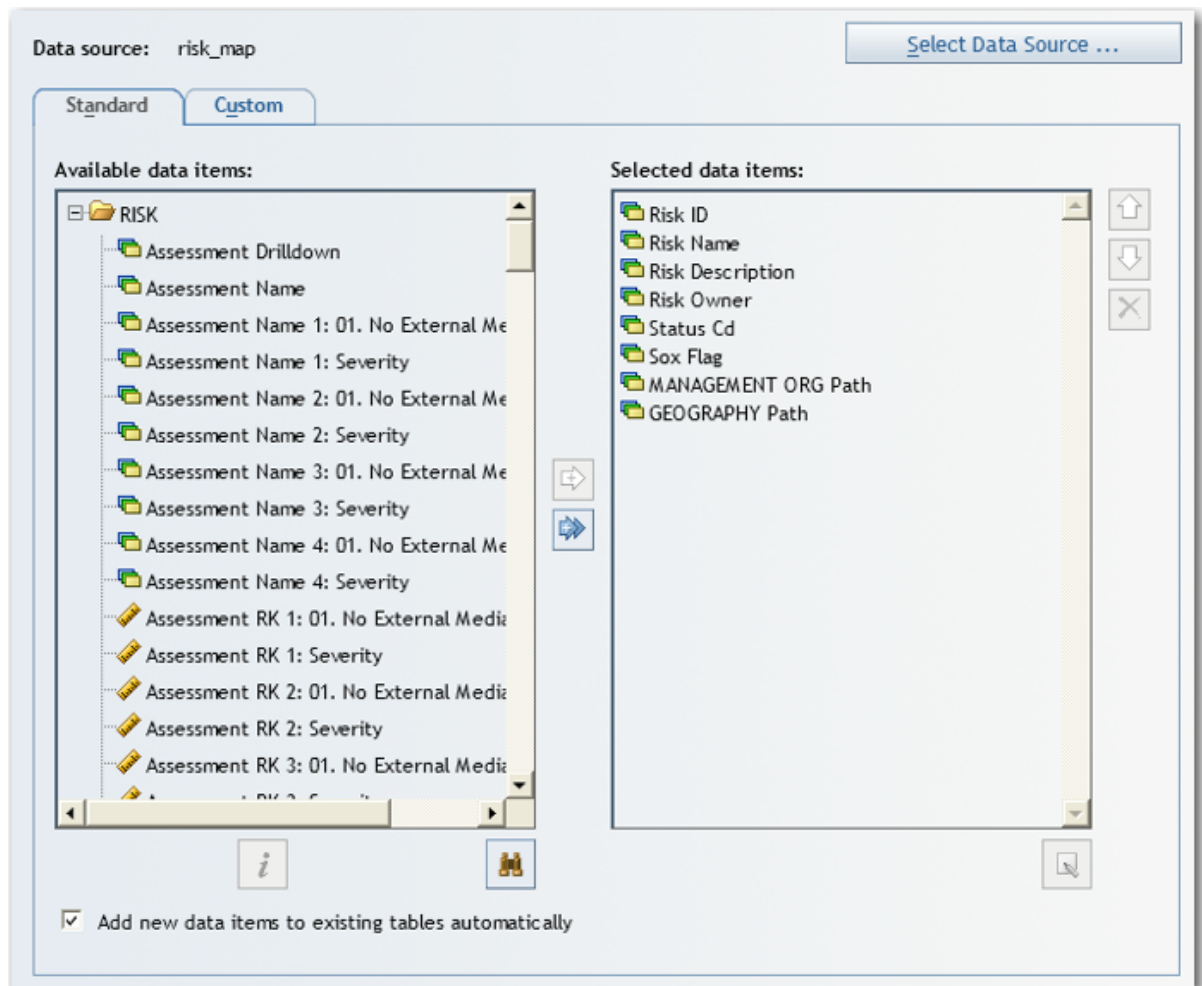 Data source: risk_map
Select Data Source ...
Standard
Custom
Available data items:
RISK
Assessment Drilldown
Assessment Name
Assessment Name 1: 01. No External Me
Assessment Name 1: Severity
Assessment Name 2: 01. No External Me
Assessment Name 2: Severity
Assessment Name 3: 01. No External Me
Assessment Name 3: Severity
Assessment Name 4: 01. No External Me
Assessment Name 4: Severity
Assessment RK 1: 01. No External Media
Assessment RK 1: Severity
Assessment RK 2: 01. No External Media
Assessment RK 2: Severity
Assessment RK 3: 01. No External Media
Selected data items:
Risk ID
Risk Name
Risk Description
Risk Owner
Status Cd
Sox Flag
MANAGEMENT ORG Path
GEOGRAPHY Path
i
Add new data items to existing tables automatically